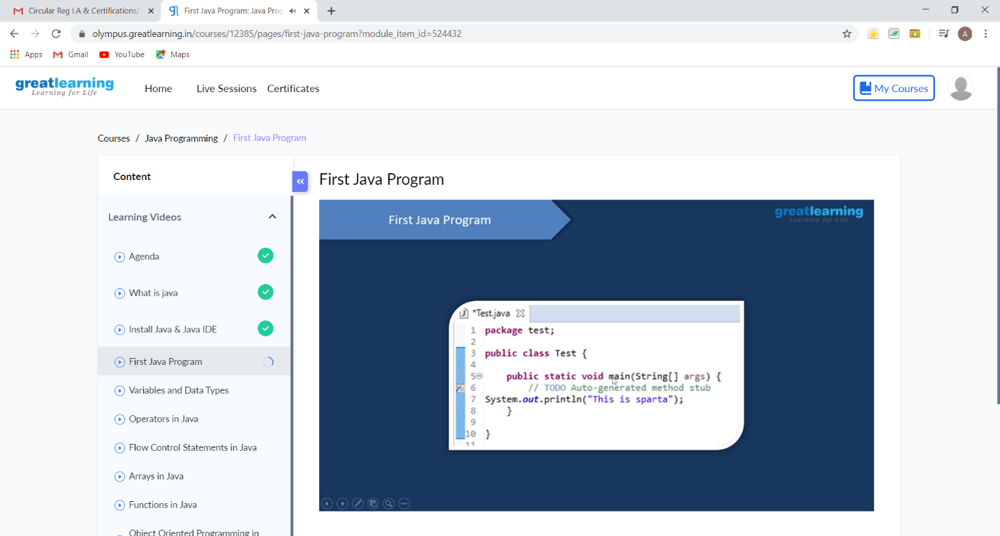 Circular Reg I.A & Certifications/
First Java Program: Java Prog
olympus.greatlearning.in/courses/12385/pages/first-java-program?module_item_id=524432
A
Apps Gmail YouTube Maps
greatlearning
Learning for Life
Home Live Sessions Certificates
My Courses
Courses / Java Programming / First Java Program
Content
Learning Videos
Agenda
What is java
Install Java & Java IDE
First Java Program
Variables and Data Types
Operators in Java
Flow Control Statements in Java
Arrays in Java
Functions in Java
Object Oriented Programming in
First Java Program
First Java Program
greatlearning
Learning for Life
*Test.java
1 package test;
2
3 public class Test {
4
5 public static void main(String[] args) {
6 // TODO Auto-generated method stub
7 System.out.println("This is sparta");
8 }
9
10 }
11